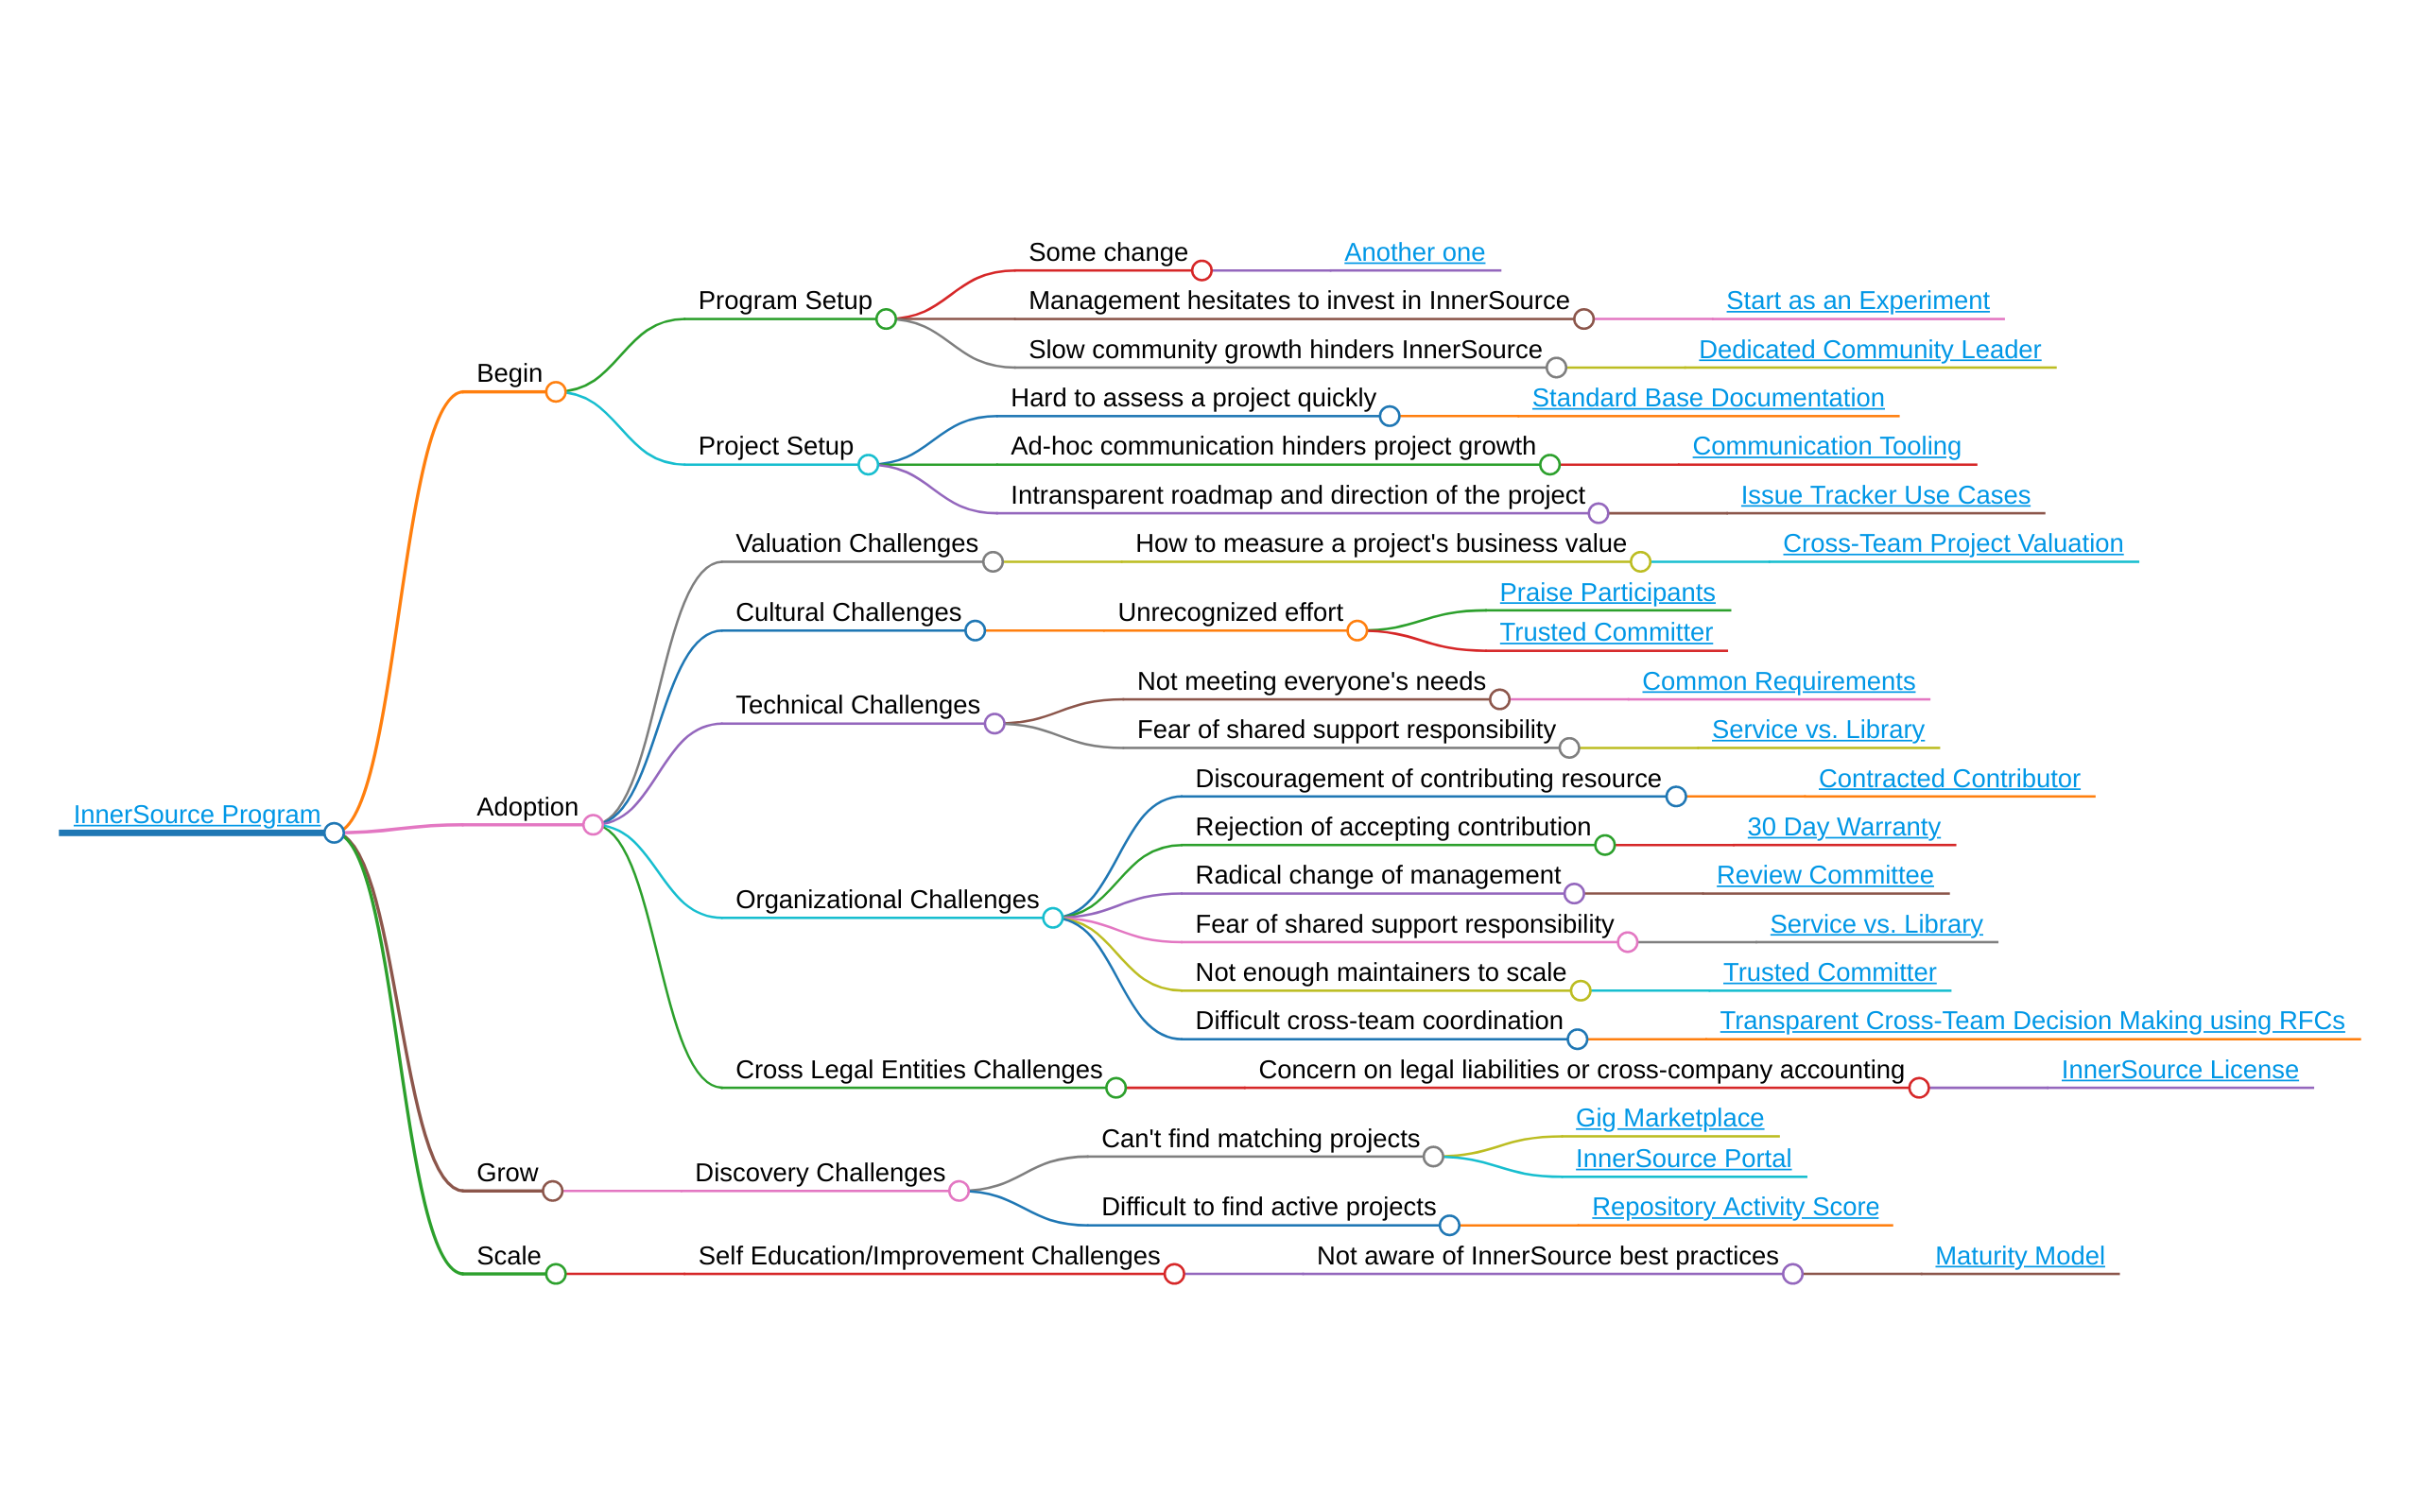 InnerSource Program
Begin
Program Setup
Some change
Another one
Management hesitates to invest in InnerSource
Start as an Experiment
Slow community growth hinders InnerSource
Dedicated Community Leader
Project Setup
Hard to assess a project quickly
Standard Base Documentation
Ad-hoc communication hinders project growth
Communication Tooling
Intransparent roadmap and direction of the project
Issue Tracker Use Cases
Adoption
Valuation Challenges
How to measure a project's business value
Cross-Team Project Valuation
Cultural Challenges
Unrecognized effort
Praise Participants
Trusted Committer
Technical Challenges
Not meeting everyone's needs
Common Requirements
Fear of shared support responsibility
Service vs. Library
Organizational Challenges
Discouragement of contributing resource
Contracted Contributor
Rejection of accepting contribution
30 Day Warranty
Radical change of management
Review Committee
Fear of shared support responsibility
Service vs. Library
Not enough maintainers to scale
Trusted Committer
Difficult cross-team coordination
Transparent Cross-Team Decision Making using RFCs
Cross Legal Entities Challenges
Concern on legal liabilities or cross-company accounting
InnerSource License
Grow
Discovery Challenges
Can't find matching projects
Gig Marketplace
InnerSource Portal
Difficult to find active projects
Repository Activity Score
Scale
Self Education/Improvement Challenges
Not aware of InnerSource best practices
Maturity Model